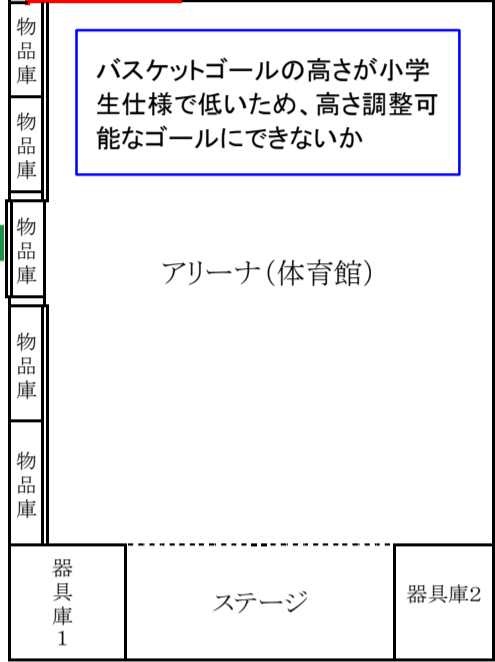 物品庫
バスケットゴールの高さが小学
生仕様で低いため、高さ調整可
能なゴールにできないか
物品庫
物品庫
アリーナ(体育館)
物品庫
物品庫
器具庫1
ステージ
器具庫2